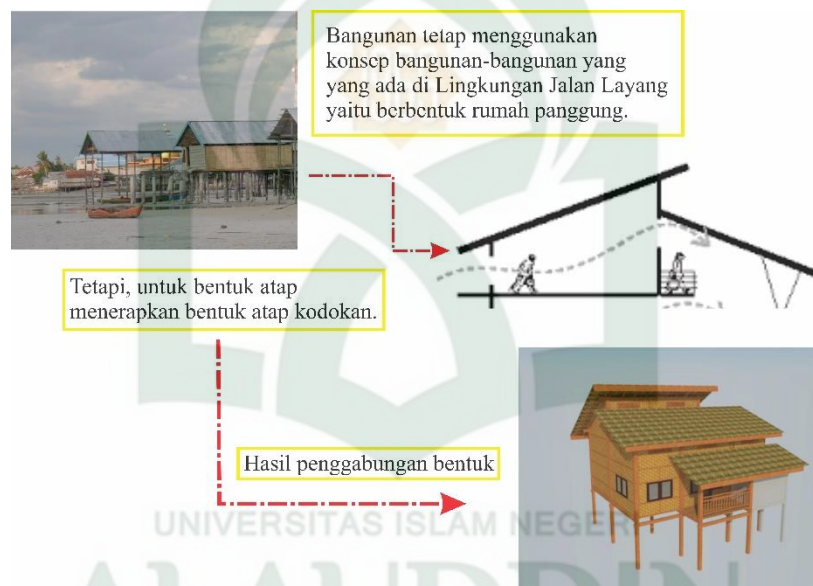 Bangunan tetap menggunakan
konsep bangunan-bangunan yang
yang ada di Lingkungan Jalan Layang
yaitu berbentuk rumah panggung.
Tetapi, untuk bentuk atap
menerapkan bentuk atap kodokan.
Hasil penggabungan bentuk
UNIVERSITAS ISLAM NEGERI
ALAUDDIN